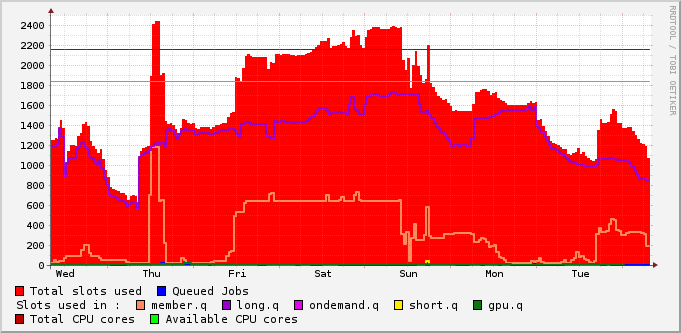 2400
2200
2000
1800
1600
1400
1200
1000
800
600
400
200
0
Wed Thu Fri Sat Sun Mon Tue
RRDTOOL / TOBI OETIKER
Total slots used Queued Jobs
Slots used in : member.q long.q ondemand.q short.q gpu.q
Total CPU cores Available CPU cores